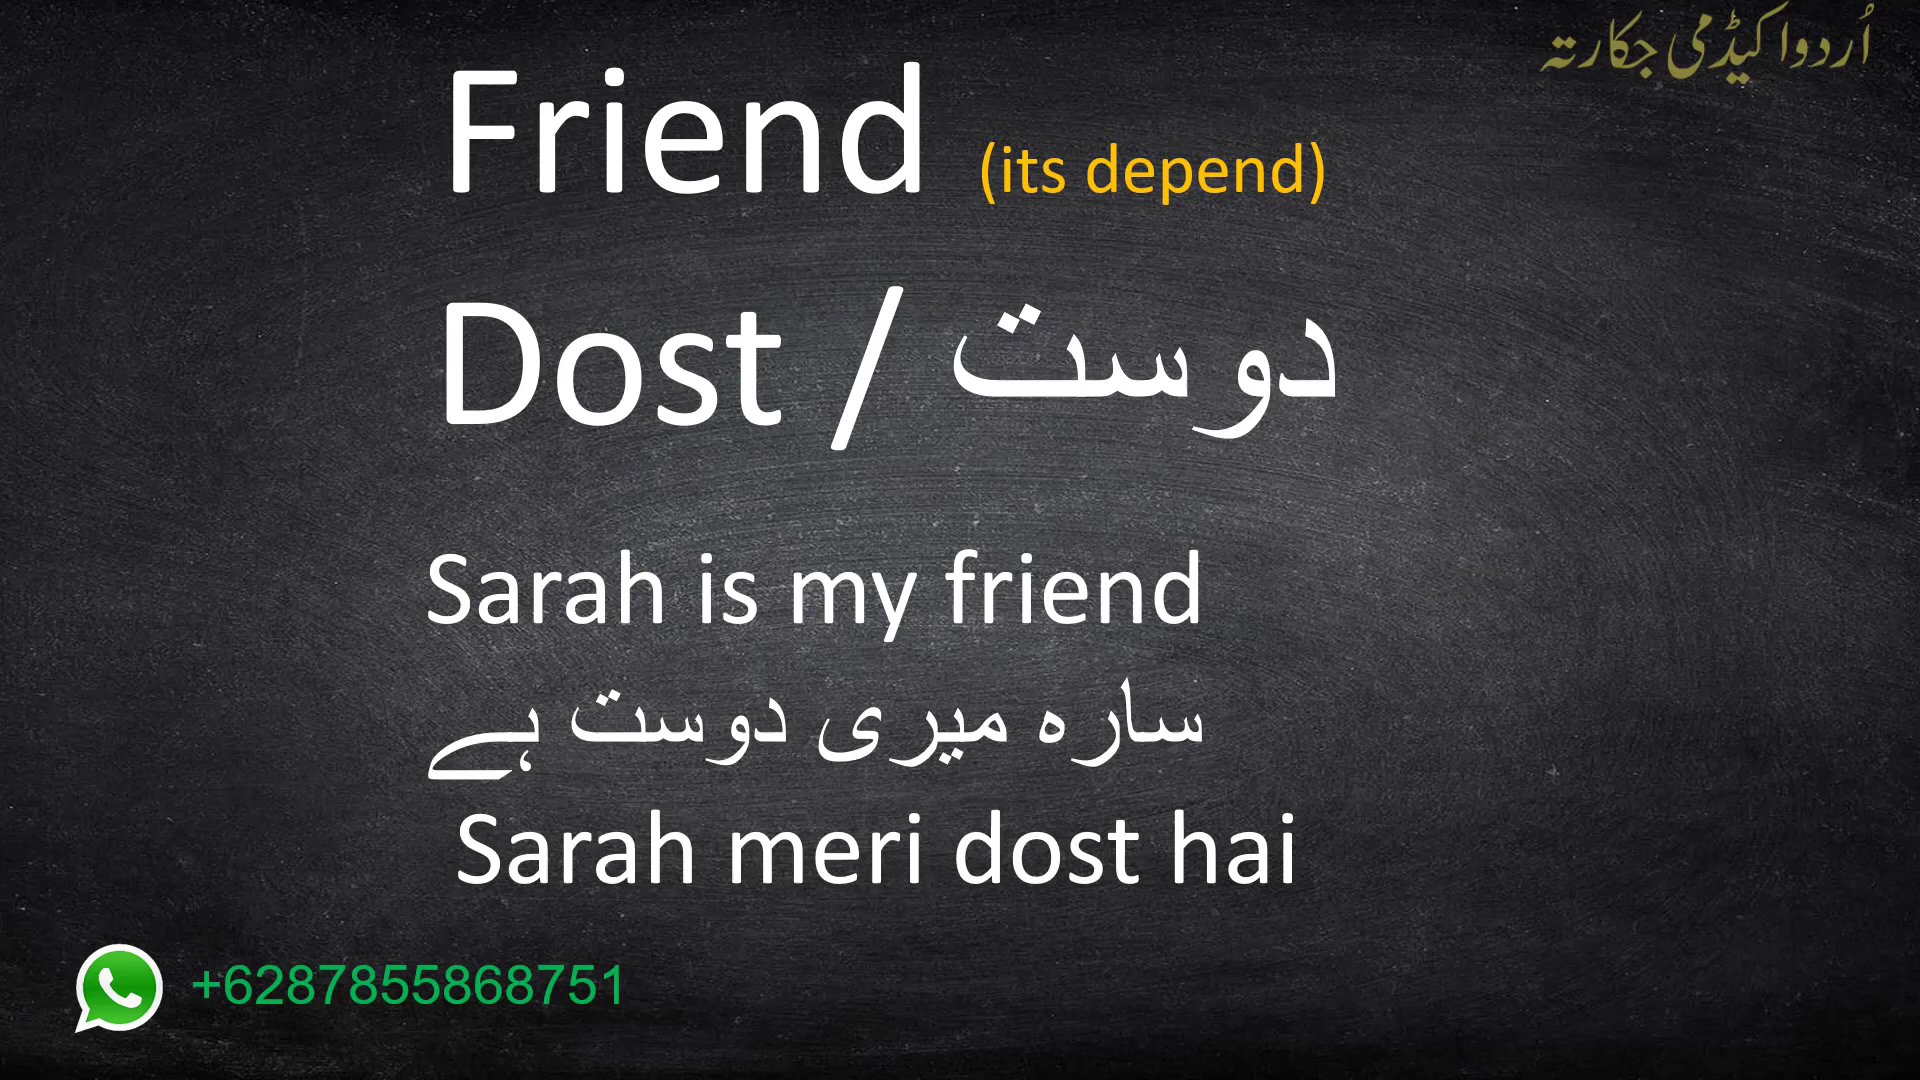 اُردو اکیڈمی جکارتہ
Friend (its depend)
Dost / دوست
Sarah is my friend
سارہ میری دوست ہے
Sarah meri dost hai
+6287855868751